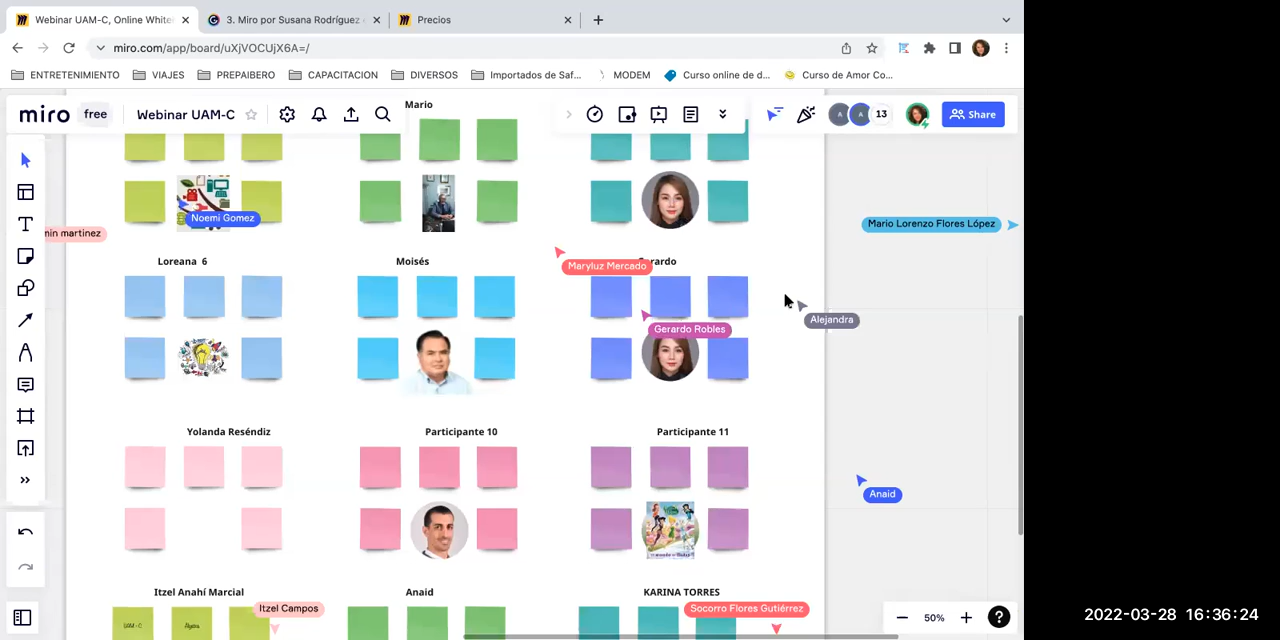 Webinar UAM-C, Online White
3. Miro por Susana Rodríguez
Precios
miro.com/app/board/uXjVOCUjX6A=/
ENTRETENIMIENTO
VIAJES
PREPAIBERO
CAPACITACION
DIVERSOS
Importados de Saf...
MODEM
Curso online de d...
Curso de Amor Co...
miro
free
Webinar UAM-C
Mario
A
A
13
Share
Noemi Gomez
min martinez
Mario Lorenzo Flores López
Loreana 6
Moisés
Maryluz Mercado
Gerardo Robles
Alejandra
Yolanda Reséndiz
Participante 10
Participante 11
Anaid
Itzel Anahí Marcial
Anaid
KARINA TORRES
Itzel Campos
Socorro Flores Gutiérrez
UAM -C
50%
2022-03-28 16:36:24